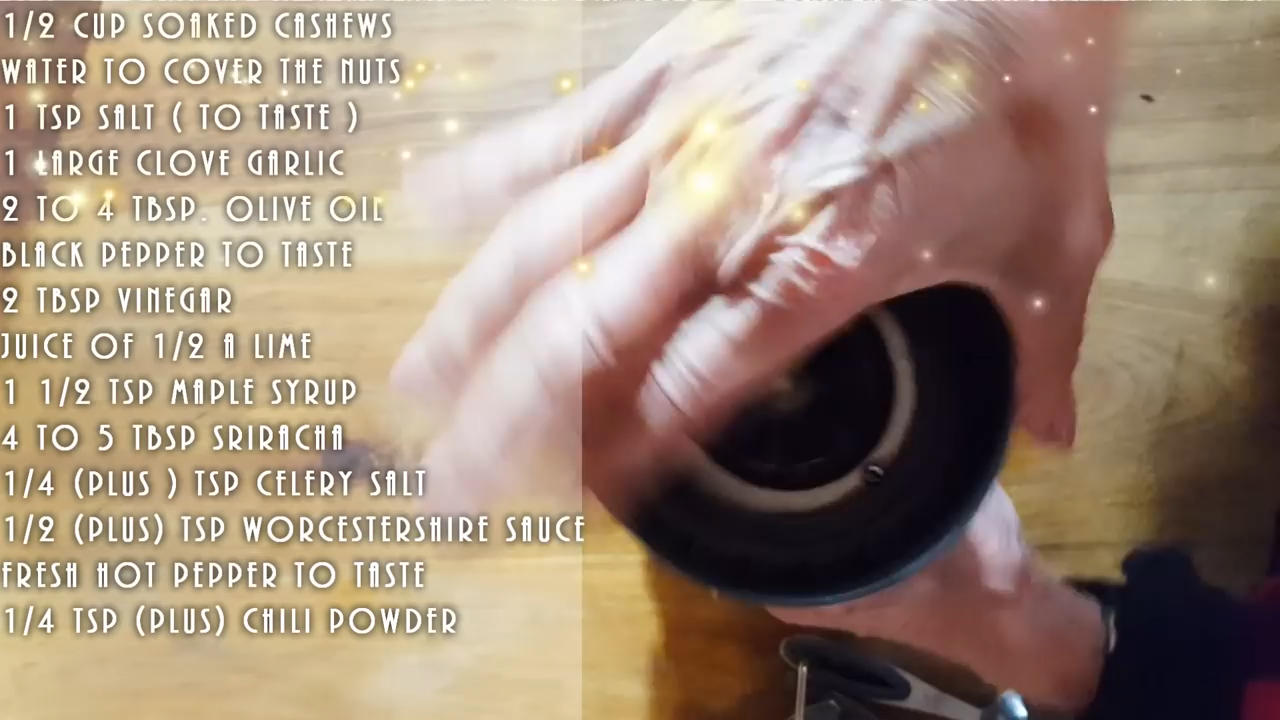 1/2 CUP SOAKED CASHEWS
WATER TO COVER THE NUTS
1 TSP SALT ( TO TASTE )
1 LARGE CLOVE GARLIC
2 TO 4 TBSP. OLIVE OIL
BLACK PEPPER TO TASTE
2 TBSP VINEGAR
JUICE OF 1/2 A LIME
1 1/2 TSP MAPLE SYRUP
4 TO 5 TBSP SRIRACHA
1/4 (PLUS ) TSP CELERY SALT
1/2 (PLUS) TSP WORCESTERSHIRE SAUCE
FRESH HOT PEPPER TO TASTE
1/4 TSP (PLUS) CHILI POWDER